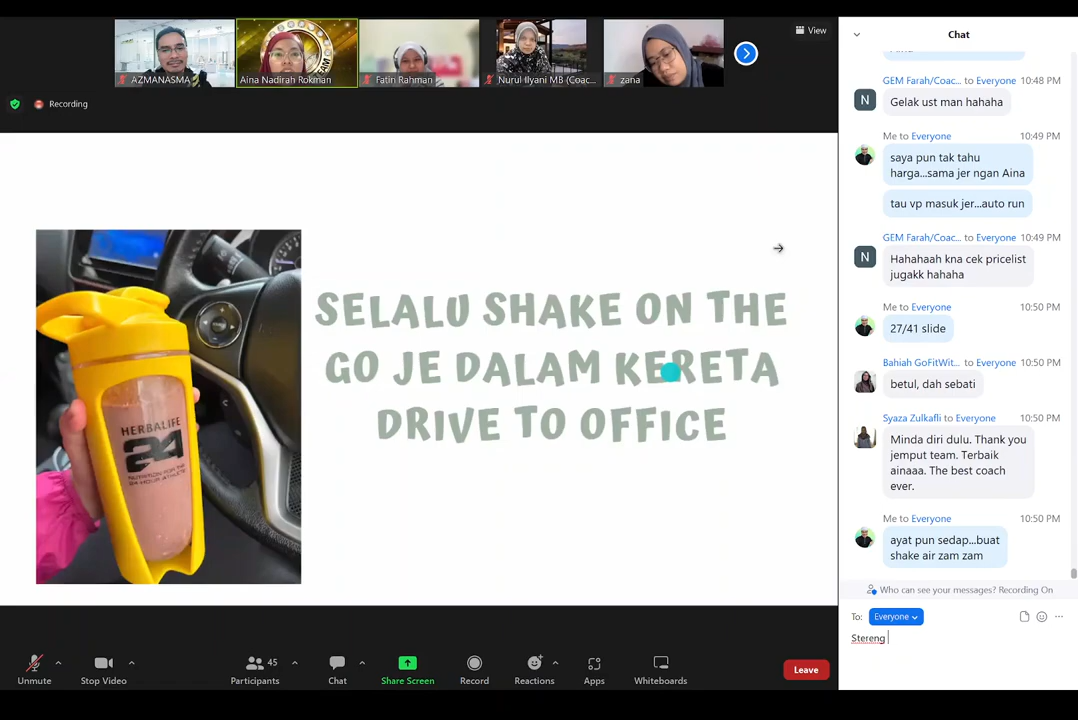 View
AZMANASMA
Aina Nadirah Rokman
Fatin Rahman
Nurul Ilyani MB (Coac...
zana
Recording
SELALU SHAKE ON THE
GO JE DALAM KERETA
DRIVE TO OFFICE
HERBALIFE
24
NUTRITION FOR THE
24-HOUR ATHLETE
Chat
GEM Farah/Coac... to Everyone 10:48 PM
N
Gelak ust man hahaha
Me to Everyone 10:49 PM
saya pun tak tahu
harga...sama jer ngan Aina
tau vp masuk jer...auto run
GEM Farah/Coac... to Everyone 10:49 PM
N
Hahahaah kna cek pricelist
jugakk hahaha
Me to Everyone 10:50 PM
27/41 slide
Bahiah GoFitWit... to Everyone 10:50 PM
betul, dah sebati
Syaza Zulkafli to Everyone 10:50 PM
Minda diri dulu. Thank you
jemput team. Terbaik
ainaaa. The best coach
ever.
Me to Everyone 10:50 PM
ayat pun sedap...buat
shake air zam zam
Who can see your messages? Recording On
To: Everyone
Stereng
Unmute
Stop Video
45
Participants
Chat
Share Screen
Record
Reactions
Apps
Whiteboards
Leave